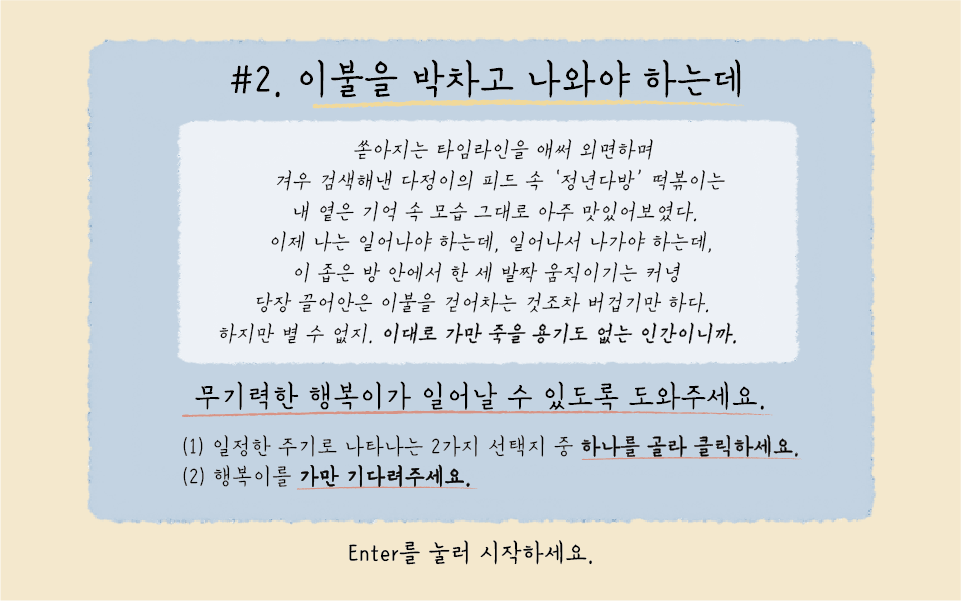 #2. 이불을 박차고 나와야 하는데
쏟아지는 타임라인을 애써 외면하며
겨우 검색해낸 다정이의 피드 속 '정년다방' 떡볶이는
내 옅은 기억 속 모습 그대로 아주 맛있어보였다.
이제 나는 일어나야 하는데, 일어나서 나가야 하는데,
이 좁은 방 안에서 한 세 발짝 움직이기는 커녕
당장 끌어안은 이불을 걷어차는 것조차 버겁기만 하다.
하지만 별 수 없지. 이대로 가만 죽을 용기도 없는 인간이니까.
무기력한 행복이가 일어날 수 있도록 도와주세요.
(1) 일정한 주기로 나타나는 2가지 선택지 중 하나를 골라 클릭하세요.
(2) 행복이를 가만 기다려주세요.
Enter를 눌러 시작하세요.